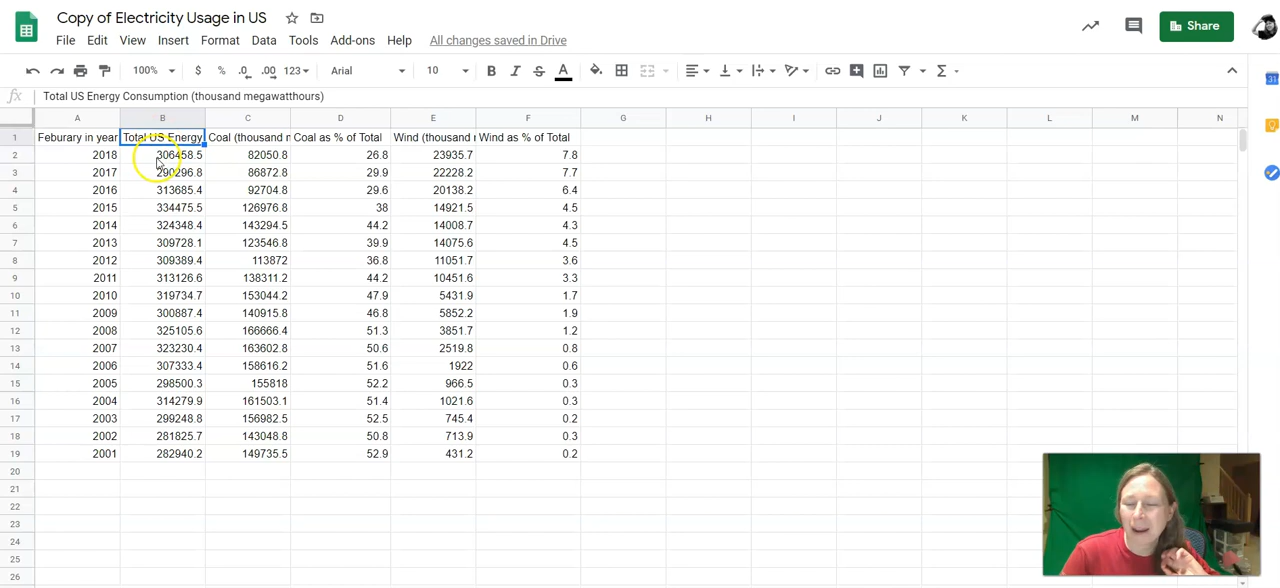 Copy of Electricity Usage in US
File Edit View Insert Format Data Tools Add-ons Help All changes saved in Drive
Share
100% $ % .0 .00 123 Arial 10 B I S A Σ
fx Total US Energy Consumption (thousand megawatthours)
A B C D E F G H I J K L M N
1 Feburary in year Total US Energy Coal (thousand Coal as % of Total Wind (thousand Wind as % of Total
2 2018 306458.5 82050.8 26.8 23935.7 7.8
3 2017 290296.8 86872.8 29.9 22228.2 7.7
4 2016 313685.4 92704.8 29.6 20138.2 6.4
5 2015 334475.5 126976.8 38 14921.5 4.5
6 2014 324348.4 143294.5 44.2 14008.7 4.3
7 2013 309728.1 123546.8 39.9 14075.6 4.5
8 2012 309389.4 113872 36.8 11051.7 3.6
9 2011 313126.6 138311.2 44.2 10451.6 3.3
10 2010 319734.7 153044.2 47.9 5431.9 1.7
11 2009 300887.4 140915.8 46.8 5852.2 1.9
12 2008 325105.6 166666.4 51.3 3851.7 1.2
13 2007 323230.4 163602.8 50.6 2519.8 0.8
14 2006 307333.4 158616.2 51.6 1922 0.6
15 2005 298500.3 155818 52.2 966.5 0.3
16 2004 314279.9 161503.1 51.4 1021.6 0.3
17 2003 299248.8 156982.5 52.5 745.4 0.2
18 2002 281825.7 143048.8 50.8 713.9 0.3
19 2001 282940.2 149735.5 52.9 431.2 0.2
20
21
22
23
24
25
26